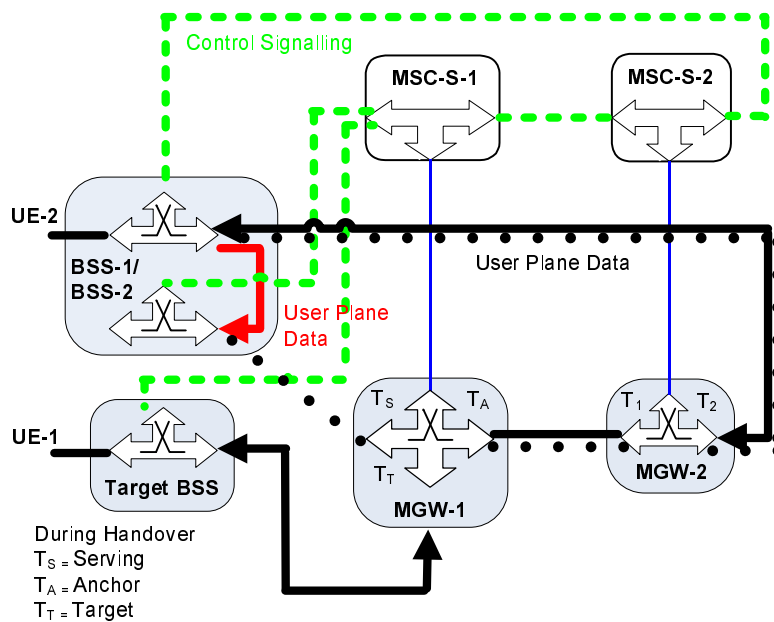 Control Signalling
MSC-S-1
MSC-S-2
UE-2
BSS-1/
BSS-2
User Plane Data
User Plane
Data
TS
TA
TT
T1
T2
MGW-1
MGW-2
UE-1
Target BSS
During Handover
TS = Serving
TA = Anchor
TT = Target